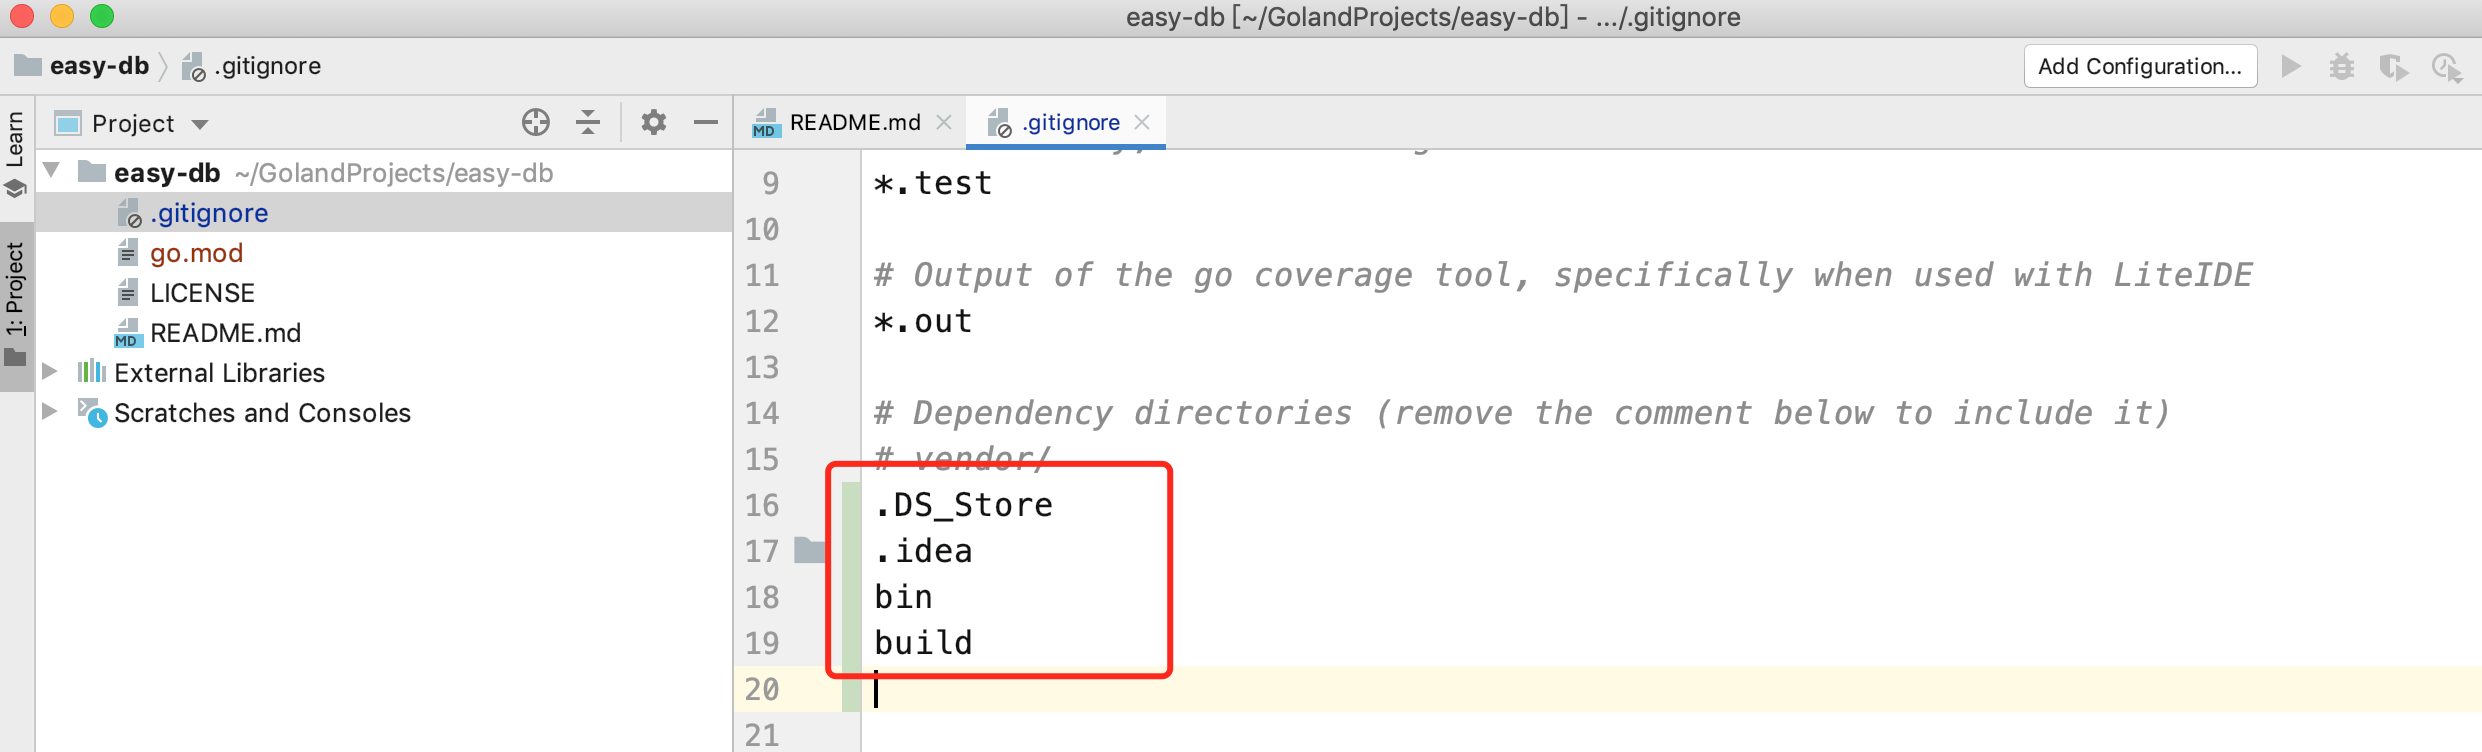 easy-db [~/GolandProjects/easy-db] - .../.gitignore
easy-db .gitignore
Add Configuration...
Learn
1: Project
Project
easy-db ~/GolandProjects/easy-db
.gitignore
go.mod
LICENSE
MD README.md
External Libraries
Scratches and Consoles
MD README.md
.gitignore
9 *.test
10
11 # Output of the go coverage tool, specifically when used with LiteIDE
12 *.out
13
14 # Dependency directories (remove the comment below to include it)
15 # vendor/
16 .DS_Store
17 .idea
18 bin
19 build
20
21